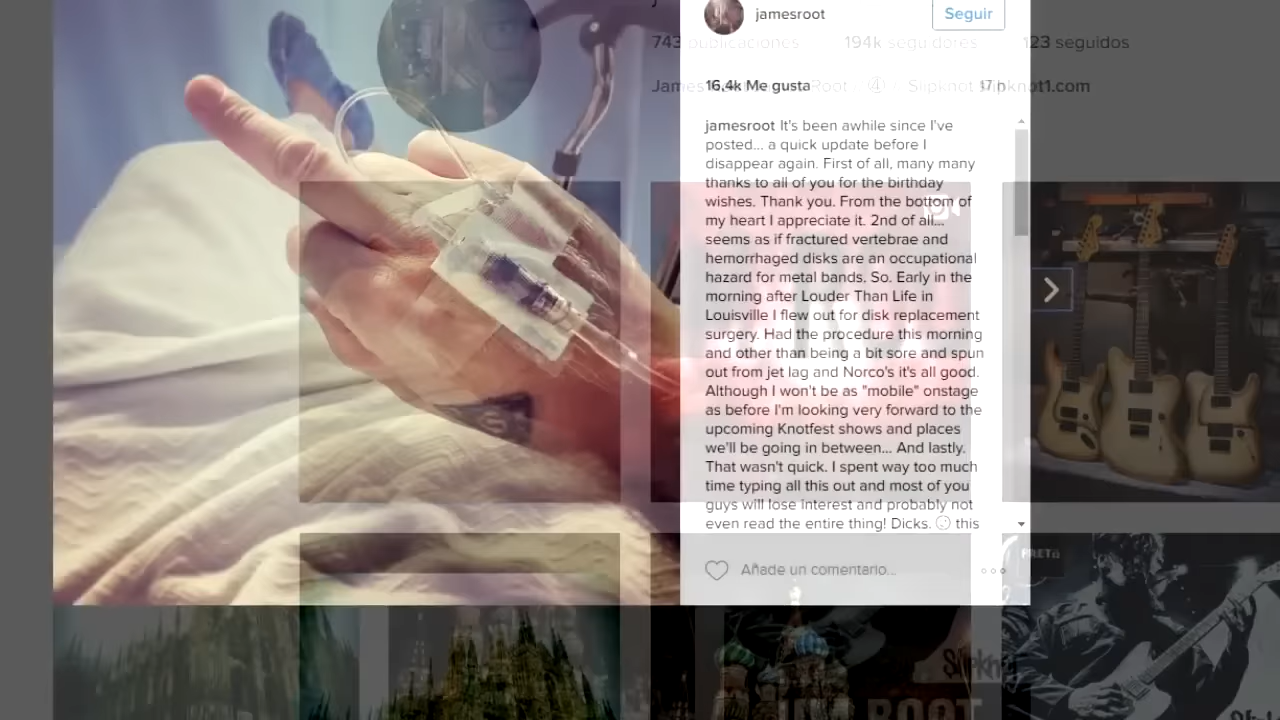 jamesroot
Seguir
743 publicaciones 194k seguidores 123 seguidos
16,4k Me gusta
17 h
James Root Slipknot slipknot1.com
jamesroot It's been awhile since I've
posted... a quick update before I
disappear again. First of all, many many
thanks to all of you for the birthday
wishes. Thank you. From the bottom of
my heart I appreciate it. 2nd of all...
seems as if fractured vertebrae and
hemorrhaged disks are an occupational
hazard for metal bands. So. Early in the
morning after Louder Than Life in
Louisville I flew out for disk replacement
surgery. Had the procedure this morning
and other than being a bit sore and spun
out from jet lag and Norco's it's all good.
Although I won't be as "mobile" onstage
as before I'm looking very forward to the
upcoming Knotfest shows and places
we'll be going in between... And lastly.
That wasn't quick. I spent way too much
time typing all this out and most of you
guys will lose interest and probably not
even read the entire thing! Dicks. this
Añade un comentario...
Slipknot
ROOT